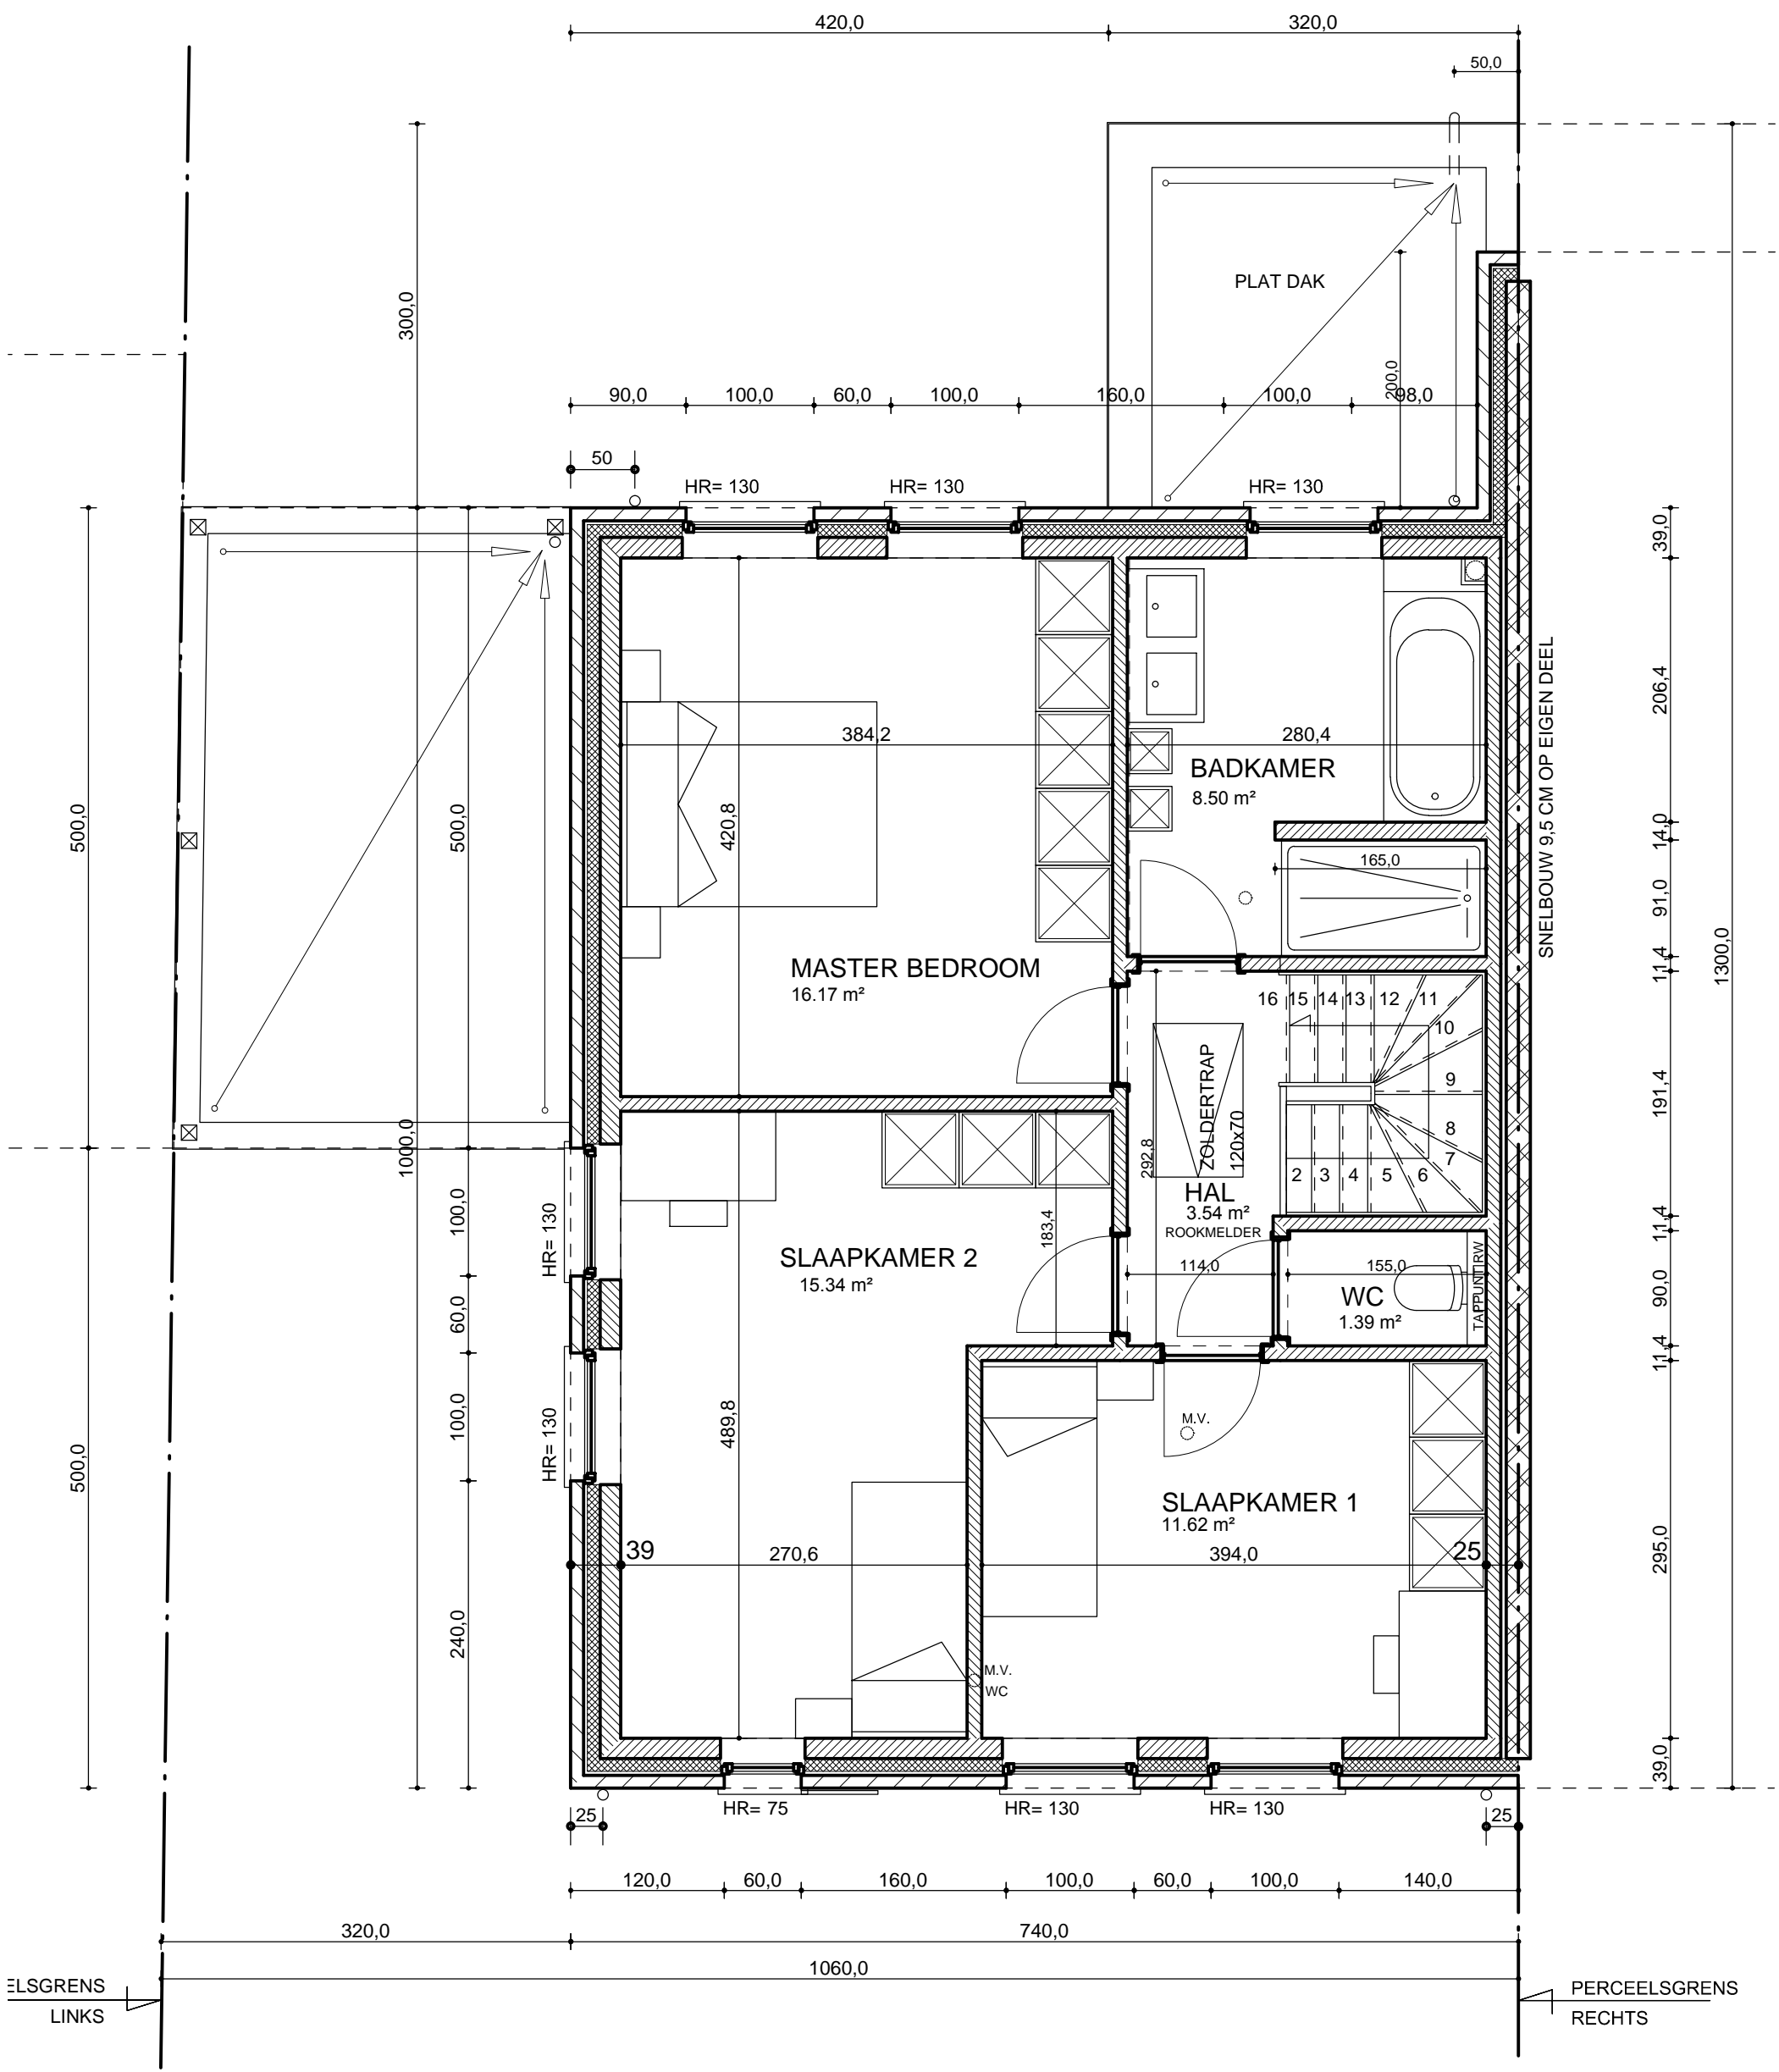 420,0
320,0
50,0
300,0
PLAT DAK
200,0
90,0
100,0
60,0
100,0
160,0
100,0
98,0
50
HR= 130
HR= 130
HR= 130
39,0
206,4
SNELBOUW 9,5 CM OP EIGEN DEEL
384,2
280,4
BADKAMER
8.50 m²
500,0
500,0
420,8
14,0
165,0
91,0
1300,0
MASTER BEDROOM
16.17 m²
11,4
16 15 14 13 12 11
10
9
8
7
2 3 4 5 6
ZOLDERTRAP
120x70
191,4
292,8
1000,0
HAL
3.54 m²
ROOKMELDER
100,0
HR= 130
183,4
11,4
SLAAPKAMER 2
15.34 m²
114,0
155,0
WC
1.39 m²
TAPPUNT RW
90,0
60,0
11,4
100,0
HR= 130
489,8
M.V.
500,0
SLAAPKAMER 1
11.62 m²
39
270,6
394,0
25
295,0
240,0
M.V.
WC
39,0
HR= 75
HR= 130
HR= 130
25
25
120,0
60,0
160,0
100,0
60,0
100,0
140,0
320,0
740,0
1060,0
ELSGRENS
LINKS
PERCEELSGRENS
RECHTS